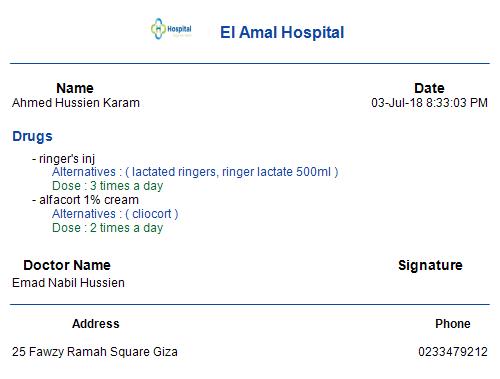 Hospital
El Amal Hospital
Name
Date
Ahmed Hussien Karam
03-Jul-18 8:33:03 PM
Drugs
- ringer's inj
Alternatives : ( lactated ringers, ringer lactate 500ml )
Dose : 3 times a day
- alfacort 1% cream
Alternatives : ( cliocort )
Dose : 2 times a day
Doctor Name
Signature
Emad Nabil Hussien
Address
Phone
25 Fawzy Ramah Square Giza
0233479212